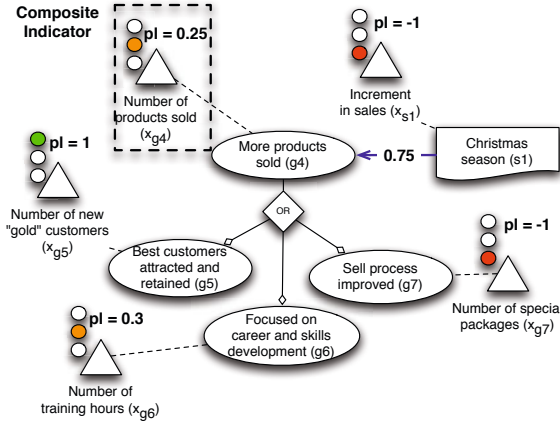 Composite
Indicator
pl = 0.25
Number of
products sold
(xg4)
pl = -1
Increment
in sales (xs1)
More products
sold (g4)
0.75
Christmas
season (s1)
pl = 1
Number of new
"gold" customers
(xg5)
OR
Best customers
attracted and
retained (g5)
Sell process
improved (g7)
pl = -1
Number of specia
packages (xg7)
pl = 0.3
Number of
training hours (xg6)
Focused on
career and skills
development (g6)